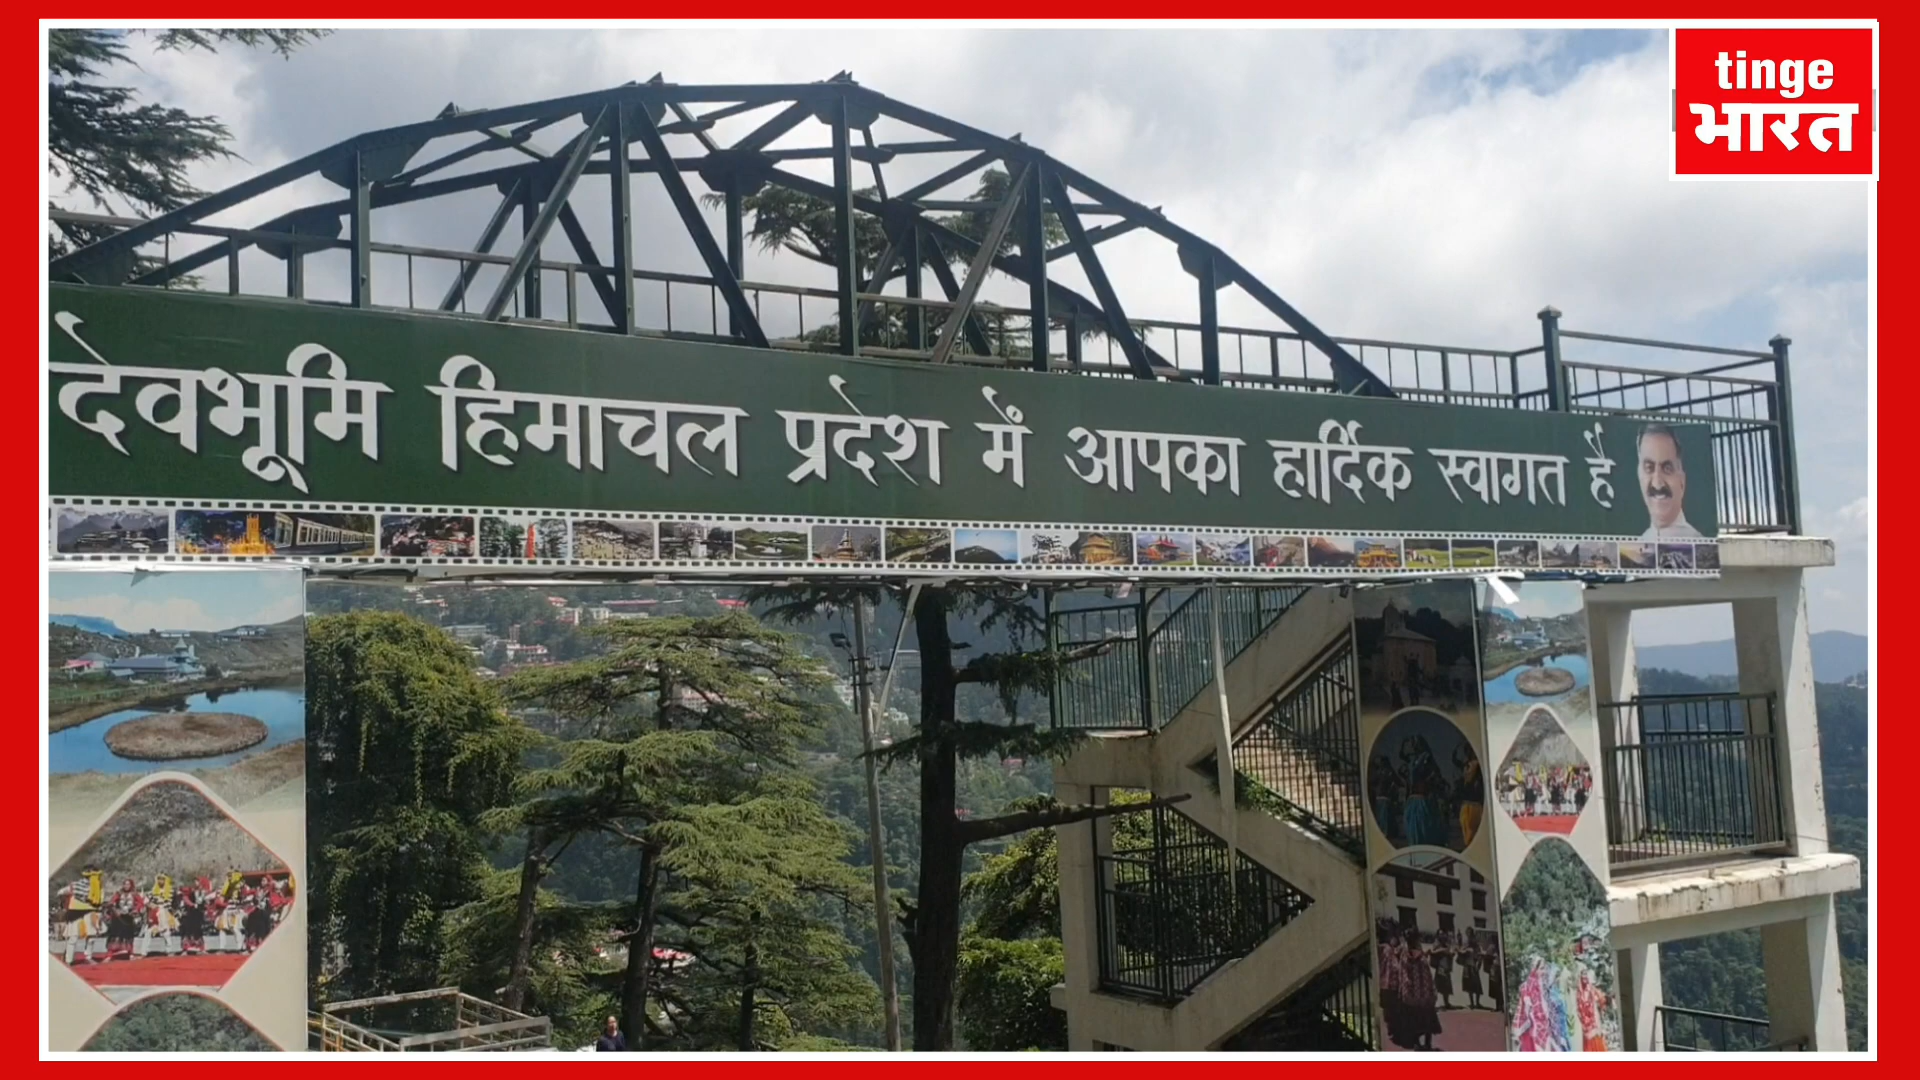 tinge
भारत
देवभूमि हिमाचल प्रदेश में आपका हार्दिक स्वागत है